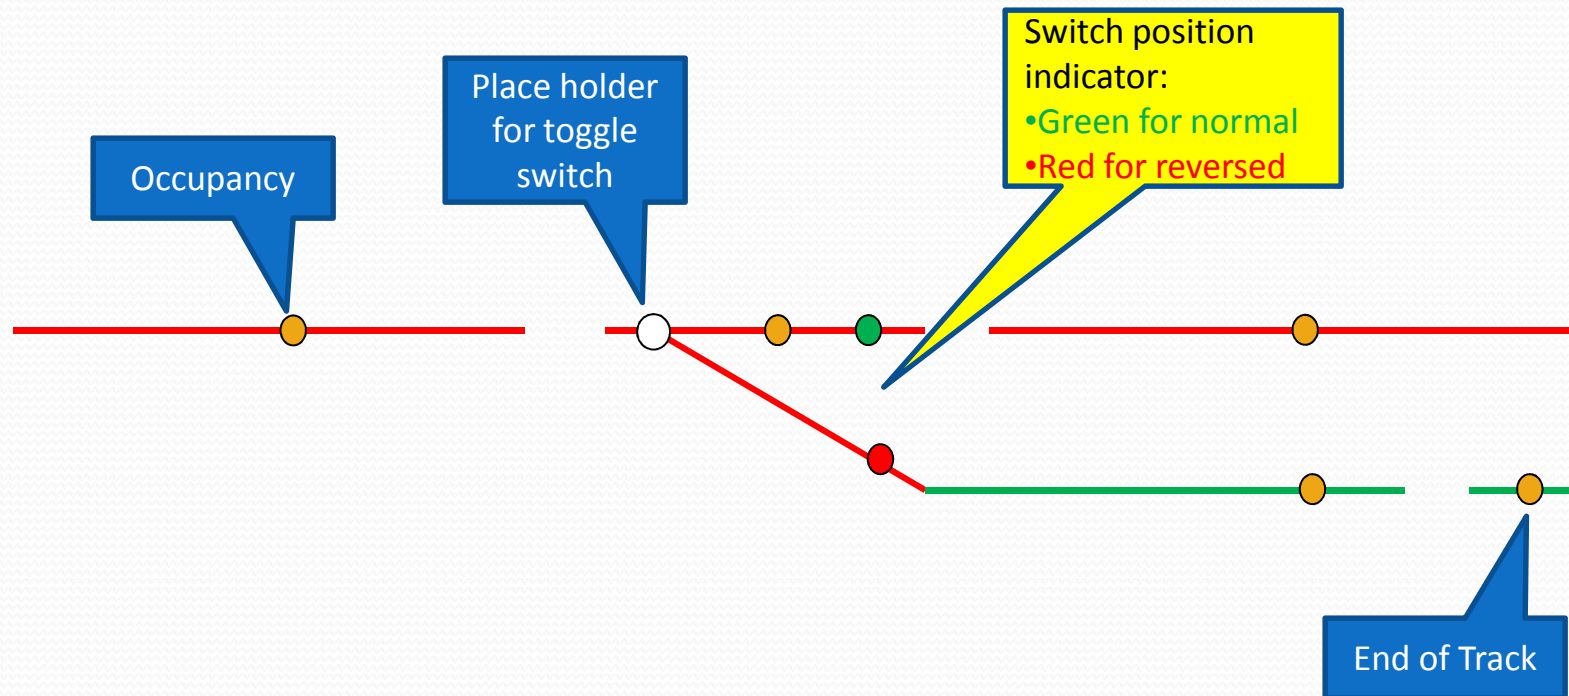 Occupancy
Place holder
for toggle
switch
Switch position
indicator:
•Green for normal
•Red for reversed
End of Track